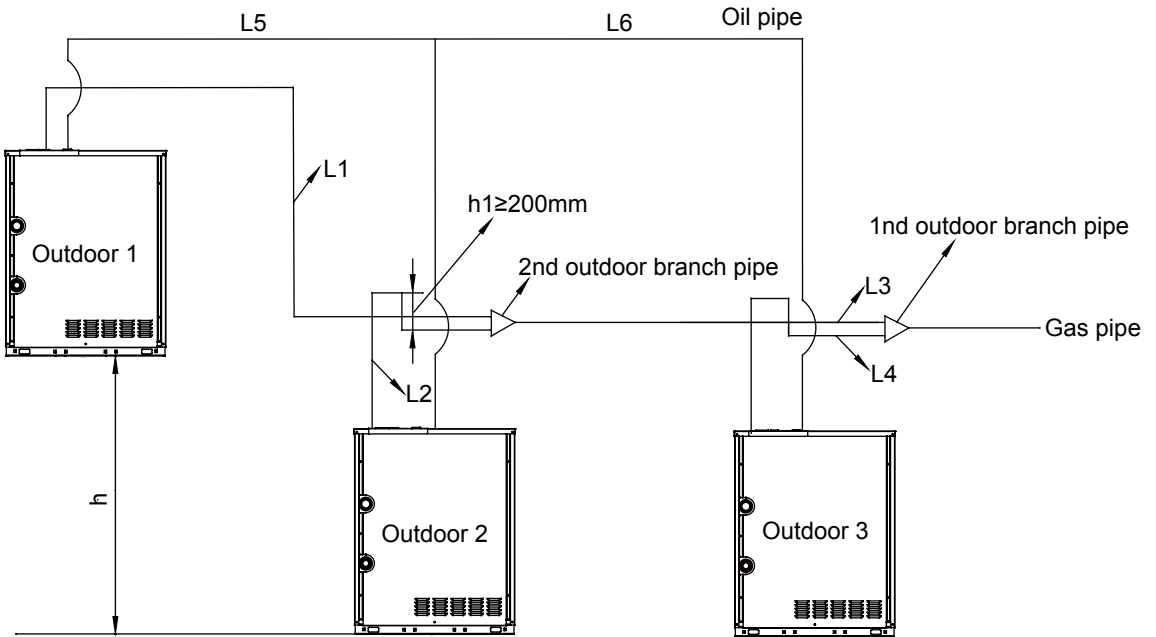 L5
L6
Oil pipe
L1
h1≥200mm
Outdoor 1
2nd outdoor branch pipe
1nd outdoor branch pipe
L3
Gas pipe
L4
L2
h
Outdoor 2
Outdoor 3